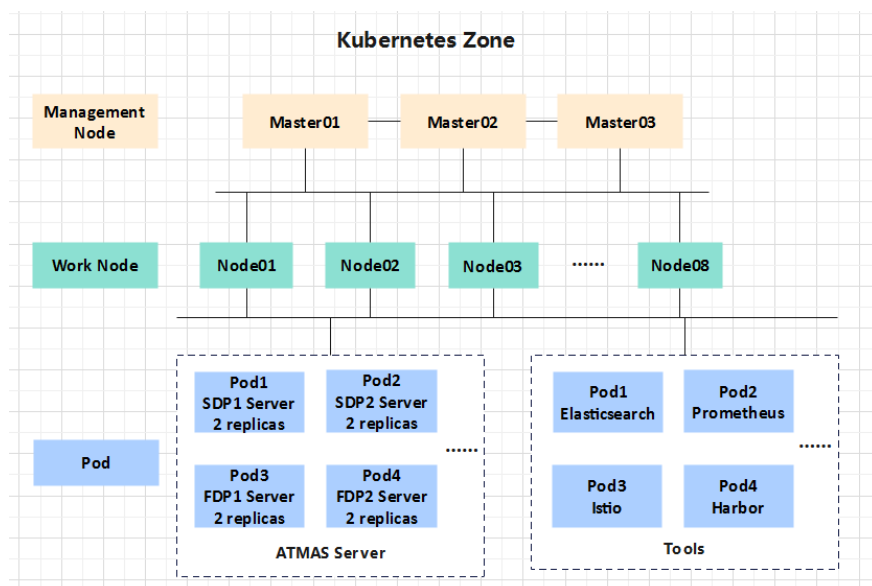 Kubernetes Zone
Management
Node
Master01
Master02
Master03
Work Node
Node01
Node02
Node03
......
Node08
Pod
Pod1
SDP1 Server
2 replicas
Pod2
SDP2 Server
2 replicas
......
Pod3
FDP1 Server
2 replicas
Pod4
FDP2 Server
2 replicas
ATMAS Server
Pod1
Elasticsearch
Pod2
Prometheus
......
Pod3
Istio
Pod4
Harbor
Tools